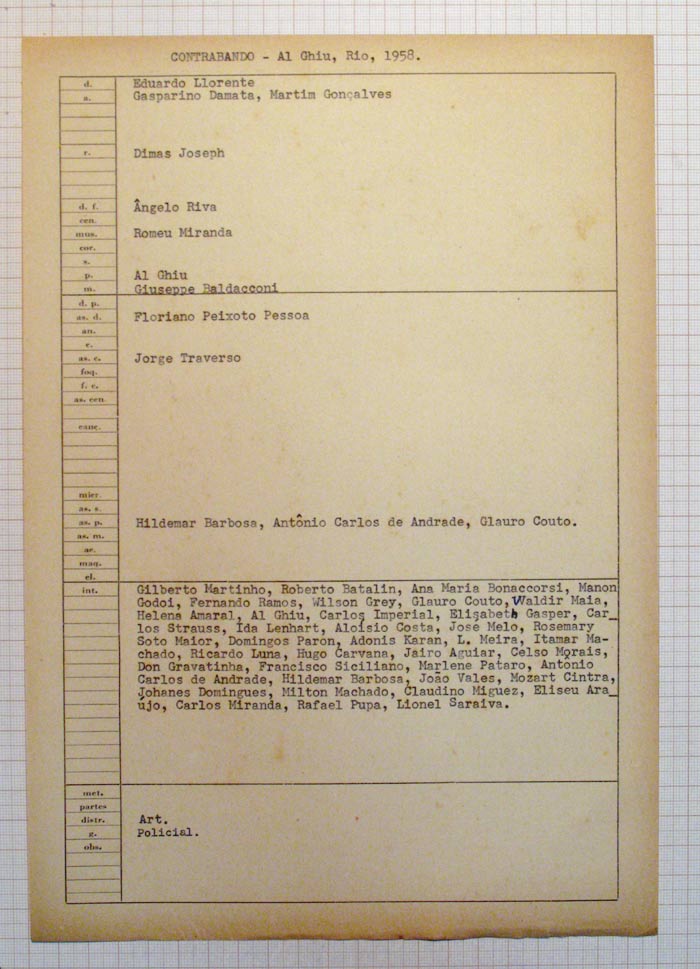 CONTRABANDO - Al Ghiu, Rio, 1958.
d. Eduardo Llorente
a. Gasparino Damata, Martim Gonçalves
r. Dimas Joseph
d. f. Ângelo Riva
cen.
mus. Romeu Miranda
cor.
s.
p. Al Ghiu
m. Giuseppe Baldacconi
d. p.
as. d. Floriano Peixoto Pessoa
an.
e.
as. c. Jorge Traverso
foq.
f. c.
as. cen.
canc.
micr.
as. s.
as. p. Hildemar Barbosa, Antônio Carlos de Andrade, Glauro Couto.
as. m.
ae.
maq.
el.
int. Gilberto Martinho, Roberto Batalin, Ana Maria Bonaccorsi, Manon
Godoi, Fernando Ramos, Wilson Grey, Glauro Couto, Waldir Maia,
Helena Amaral, Al Ghiu, Carlos Imperial, Elisabeth Gasper, Car_
los Strauss, Ida Lenhart, Aloisio Costa, Jose Melo, Rosemary
Soto Maior, Domingos Paron, Adonis Karan, L. Meira, Itamar Ma-
chado, Ricardo Luna, Hugo Carvana, Jairo Aguiar, Celso Morais,
Don Gravatinha, Francisco Siciliano, Marlene Pataro, Antônio
Carlos de Andrade, Hildemar Barbosa, João Vales, Mozart Cintra,
Johanes Domingues, Milton Machado, Claudino Miguez, Eliseu Ara_
újo, Carlos Miranda, Rafael Pupa, Lionel Saraiva.
met.
partes
distr. Art.
g. Policial.
obs.